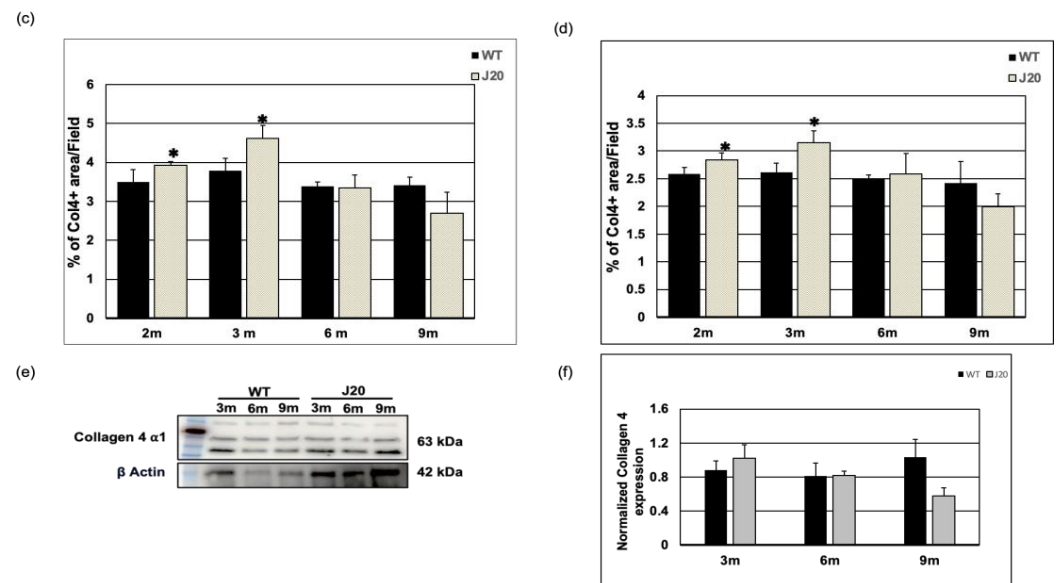 (c)
WT
J20
% of Col4+ area/Field
6
5
4
3
2
1
0
*
*
2m
3 m
6 m
9m
(d)
WT
J20
% of Col4+ area/Field
4
3.5
3
2.5
2
1.5
1
0.5
0
*
*
2m
3m
6m
9m
(e)
WT J20
3m 6m 9m 3m 6m 9m
Collagen 4 α1 63 kDa
β Actin 42 kDa
(f)
WT J20
Normalized Collagen 4
expression
1.6
1.2
0.8
0.4
0
3m
6m
9m